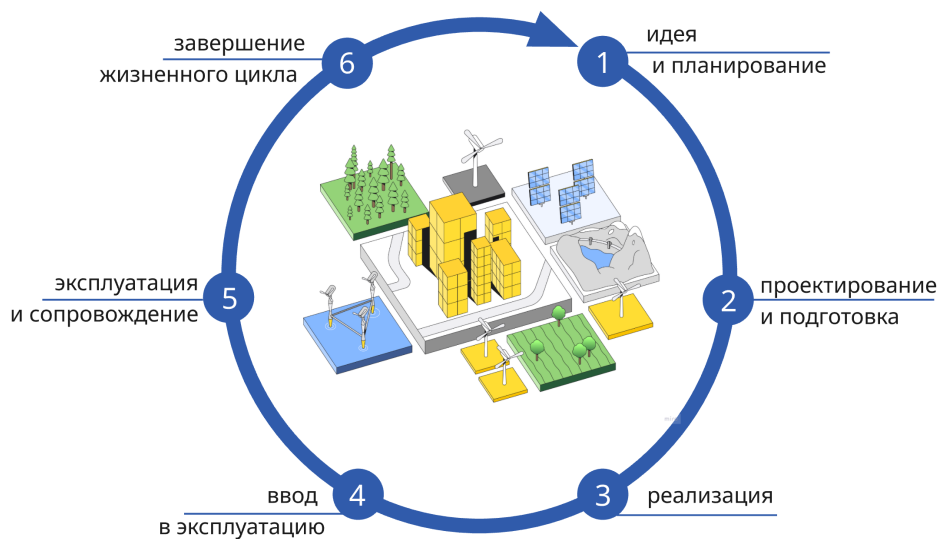 1
идея
и планирование
2
проектирование
и подготовка
3
реализация
4
ввод
в эксплуатацию
5
эксплуатация
и сопровождение
6
завершение
жизненного цикла